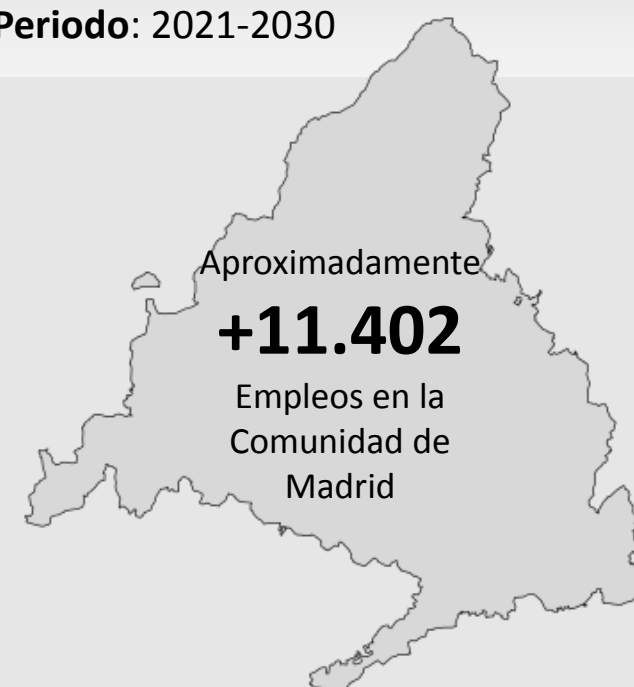 Periodo: 2021-2030
Aproximadamente
+11.402
Empleos en la
Comunidad de
Madrid